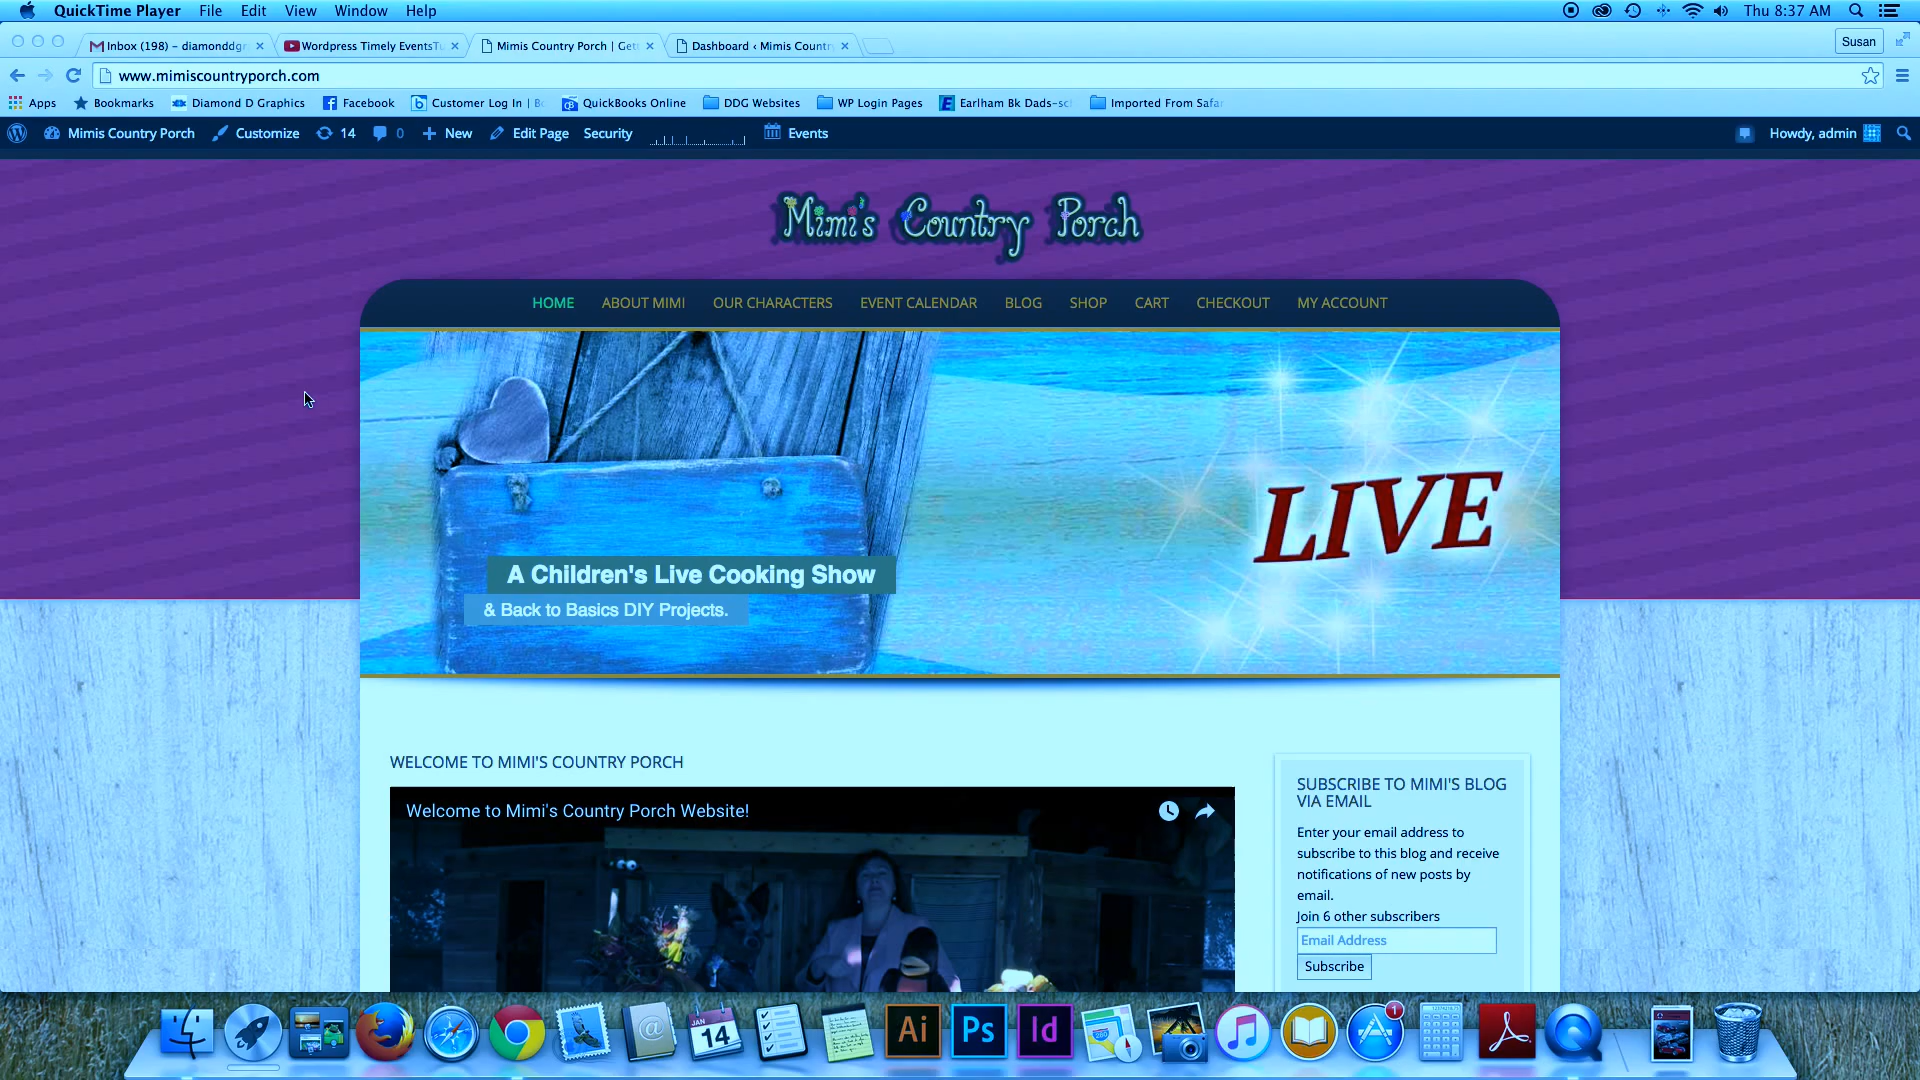 QuickTime Player File Edit View Window Help Thu 8:37 AM
Inbox (198) - diamonddgr Wordpress Timely EventsTu Mimis Country Porch | Gett Dashboard ‹ Mimis Countr Susan
www.mimiscountryporch.com
Apps Bookmarks Diamond D Graphics Facebook Customer Log In | Bo QuickBooks Online DDG Websites WP Login Pages Earlham Bk Dads-sc Imported From Safar
Mimis Country Porch Customize 14 0 New Edit Page Security Events Howdy, admin
Mimi's Country Porch
HOME ABOUT MIMI OUR CHARACTERS EVENT CALENDAR BLOG SHOP CART CHECKOUT MY ACCOUNT
LIVE
A Children's Live Cooking Show
& Back to Basics DIY Projects.
WELCOME TO MIMI'S COUNTRY PORCH
Welcome to Mimi's Country Porch Website!
SUBSCRIBE TO MIMI'S BLOG
VIA EMAIL
Enter your email address to
subscribe to this blog and receive
notifications of new posts by
email.
Join 6 other subscribers
Email Address
Subscribe
JAN
14
Ai Ps Id
1